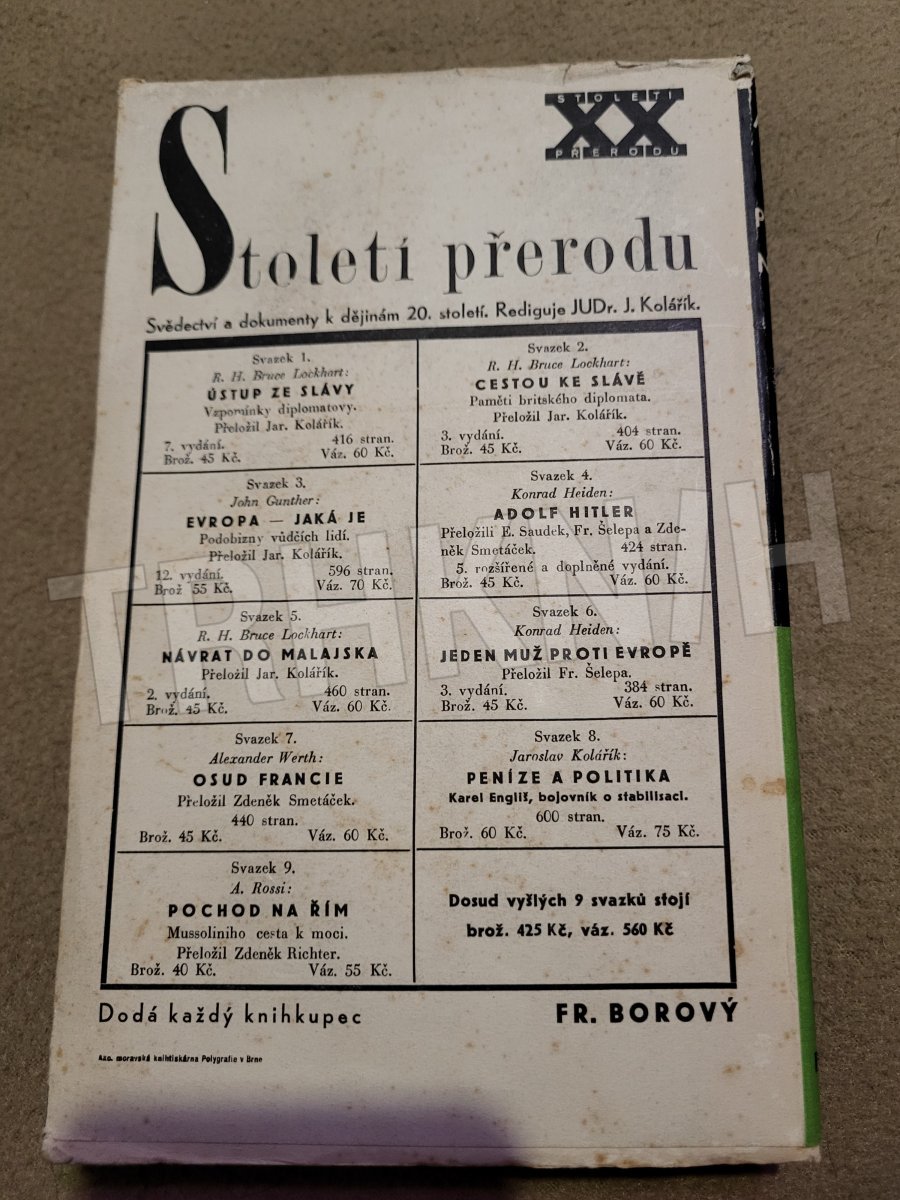 STOLETI
XX
PŘERODU
Století přerodu
Svědectví a dokumenty k dějinám 20. století. Rediguje JUDr. J. Kolářík.
Svazek 1.
R. H. Bruce Lockhart:
ÚSTUP ZE SLÁVY
Vzpomínky diplomatovy.
Přeložil Jar. Kolářík.
7. vydání. 416 stran.
Brož. 45 Kč. Váz. 60 Kč.
Svazek 2.
R. H. Bruce Lockhart:
CESTOU KE SLÁVĚ
Paměti britského diplomata.
Přeložil Jar. Kolářík.
3. vydání. 404 stran.
Brož. 45 Kč. Váz. 60 Kč.
Svazek 3.
John Gunther:
EVROPA — JAKÁ JE
Podobizny vůdčích lidí.
Přeložil Jar. Kolářík.
12. vydání. 596 stran.
Brož 55 Kč. Váz. 70 Kč.
Svazek 4.
Konrad Heiden:
ADOLF HITLER
Přeložili E. Saudek, Fr. Šelepa a Zde-
něk Smetáček. 424 stran.
5. rozšířené a doplněné vydání.
Brož. 45 Kč. Váz. 60 Kč.
Svazek 5.
R. H. Bruce Lockhart:
NÁVRAT DO MALAJSKA
Přeložil Jar. Kolářík.
2. vydání. 460 stran.
Brož. 45 Kč. Váz. 60 Kč.
Svazek 6.
Konrad Heiden:
JEDEN MUŽ PROTI EVROPĚ
Přeložil Fr. Šelepa.
3. vydání. 384 stran.
Brož. 45 Kč. Váz. 60 Kč.
Svazek 7.
Alexander Werth:
OSUD FRANCIE
Přeložil Zdeněk Smetáček.
440 stran.
Brož. 45 Kč. Váz. 60 Kč.
Svazek 8.
Jaroslav Kolářík:
PENÍZE A POLITIKA
Karel Engliš, bojovník o stabilisaci.
600 stran.
Brož. 60 Kč. Váz. 75 Kč.
Svazek 9.
A. Rossi:
POCHOD NA ŘÍM
Mussoliniho cesta k moci.
Přeložil Zdeněk Richter.
Brož. 40 Kč. Váz. 55 Kč.
Dosud vyšlých 9 svazků stojí
brož. 425 Kč, váz. 560 Kč
Dodá každý knihkupec FR. BOROVÝ
Akc. moravská knihtiskárna Polygrafie v Brne
TRHKNIH